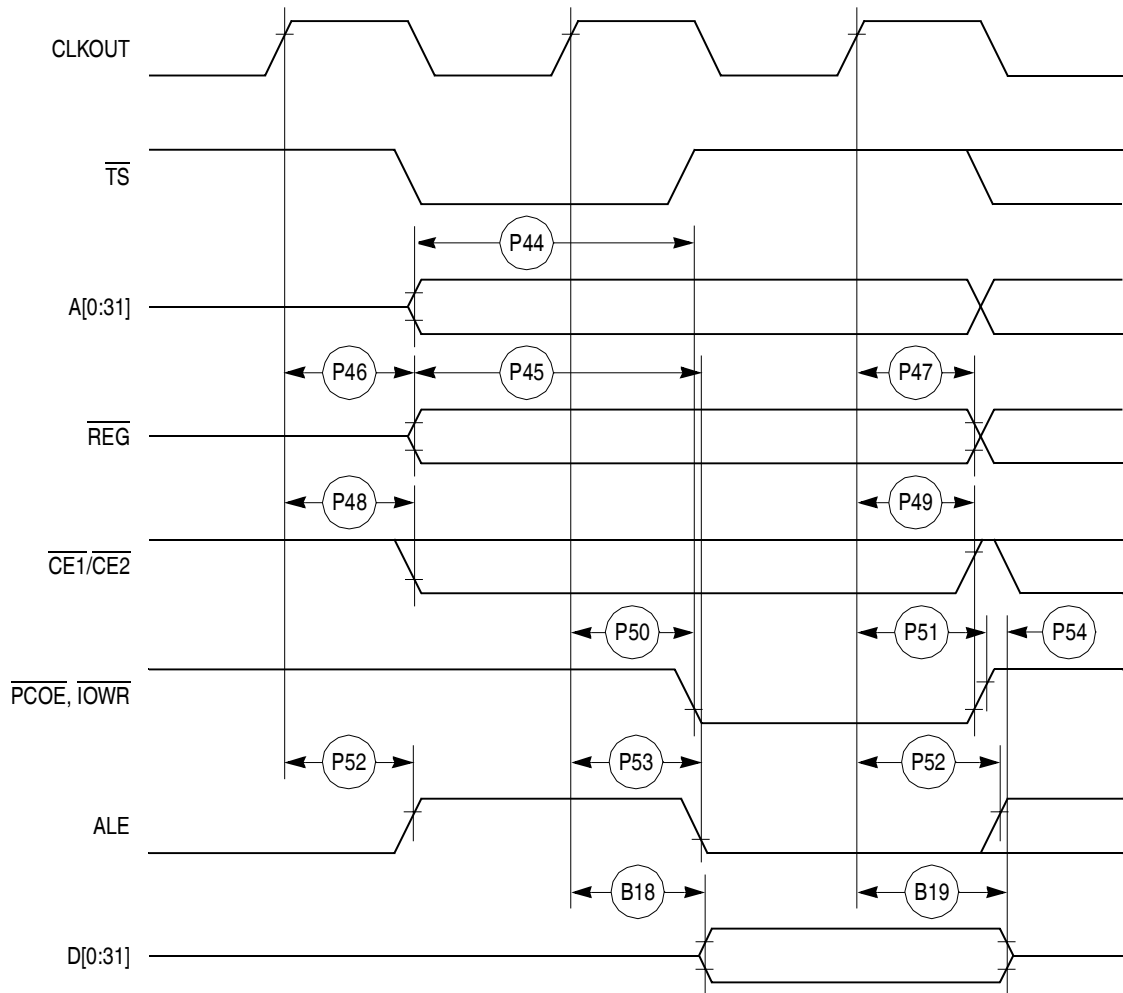 CLKOUT
TS
P44
A[0:31]
P46 P45 P47
REG
P48 P49
CE1/CE2
P50 P51 P54
PCOE, IOWR
P52 P53 P52
ALE
B18 B19
D[0:31]